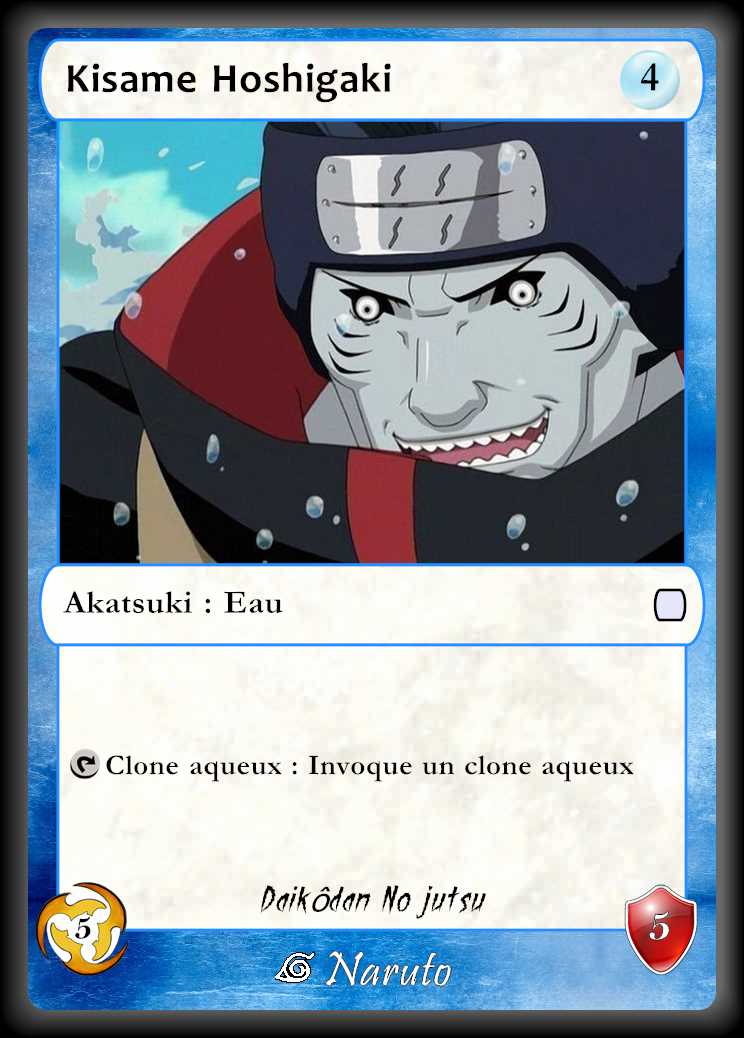 Kisame Hoshigaki
4
Akatsuki : Eau
Clone aqueux : Invoque un clone aqueux
Daikôdan No jutsu
5
5
Naruto